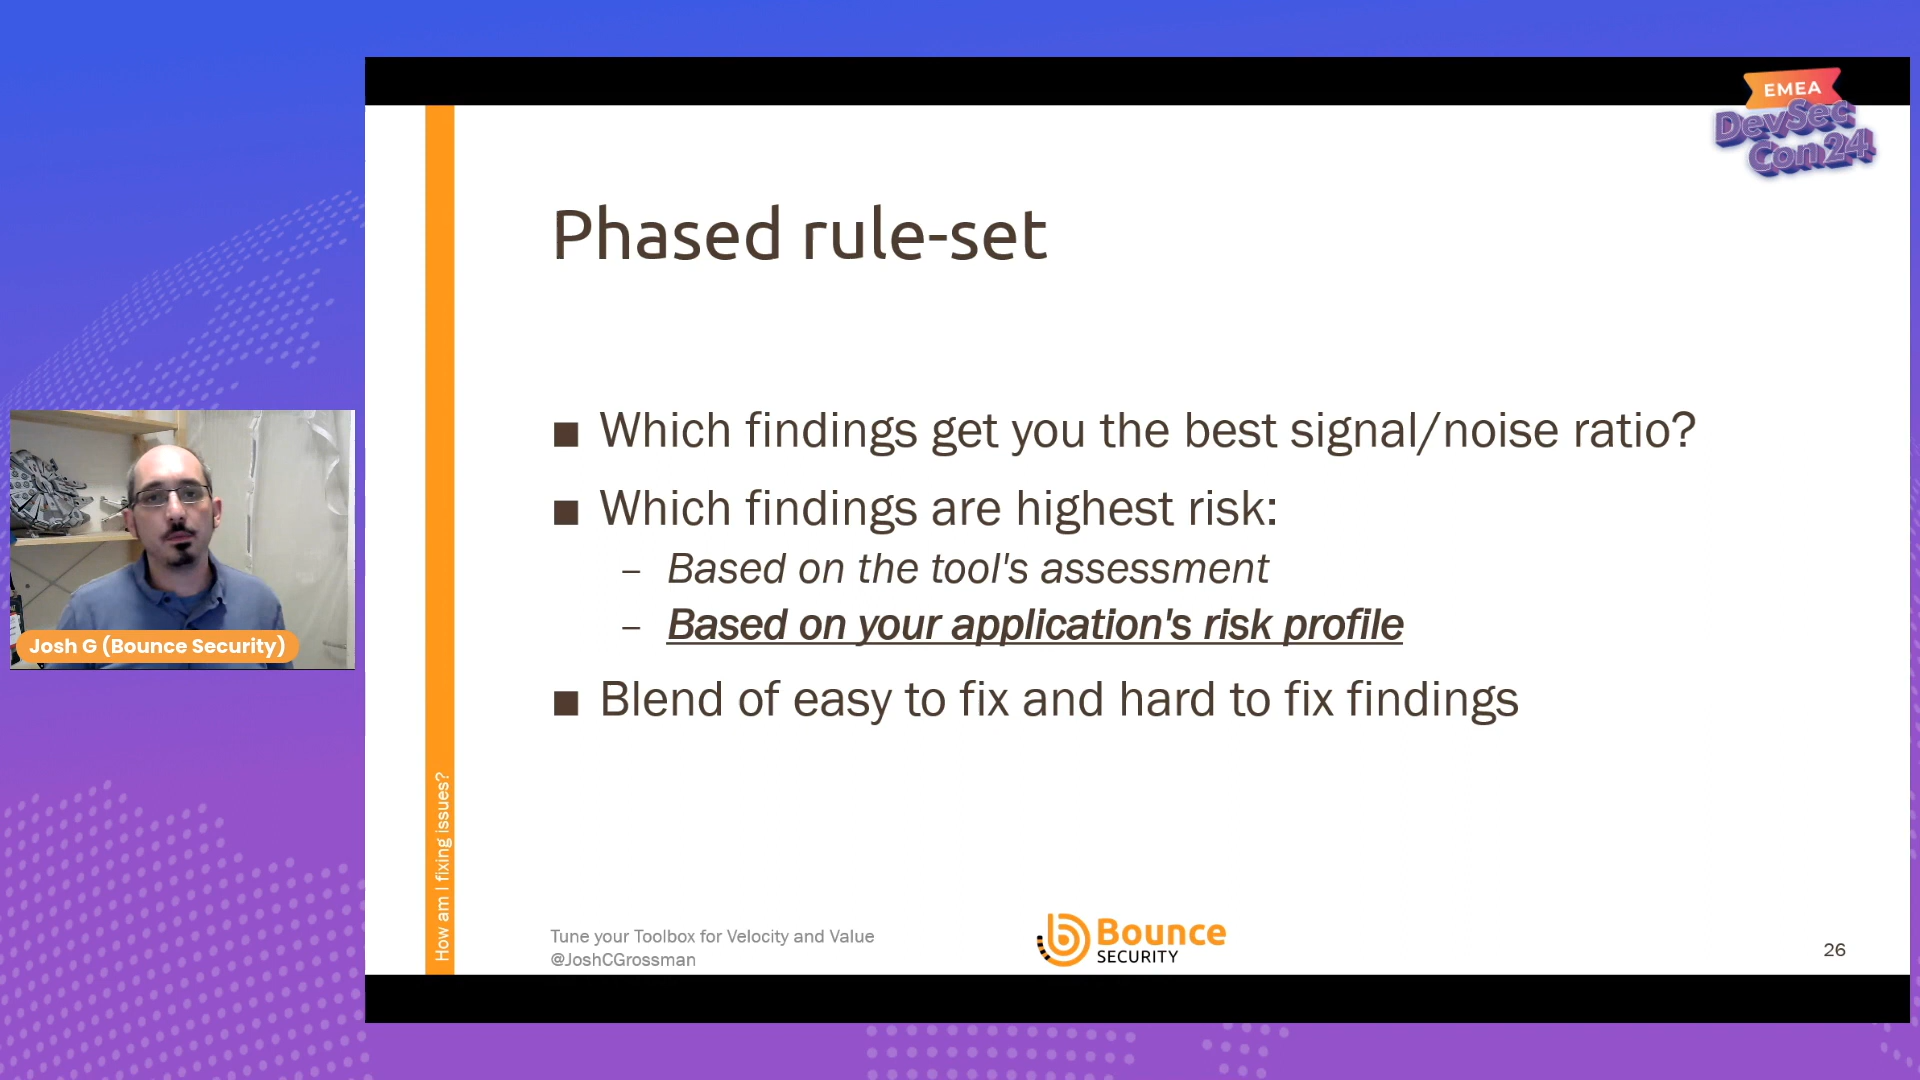 EMEA
DevSec
Con24
Phased rule-set
■ Which findings get you the best signal/noise ratio?
■ Which findings are highest risk:
– Based on the tool's assessment
– Based on your application's risk profile
■ Blend of easy to fix and hard to fix findings
How am I fixing issues?
Josh G (Bounce Security)
Tune your Toolbox for Velocity and Value
@JoshCGrossman
Bounce
SECURITY
26